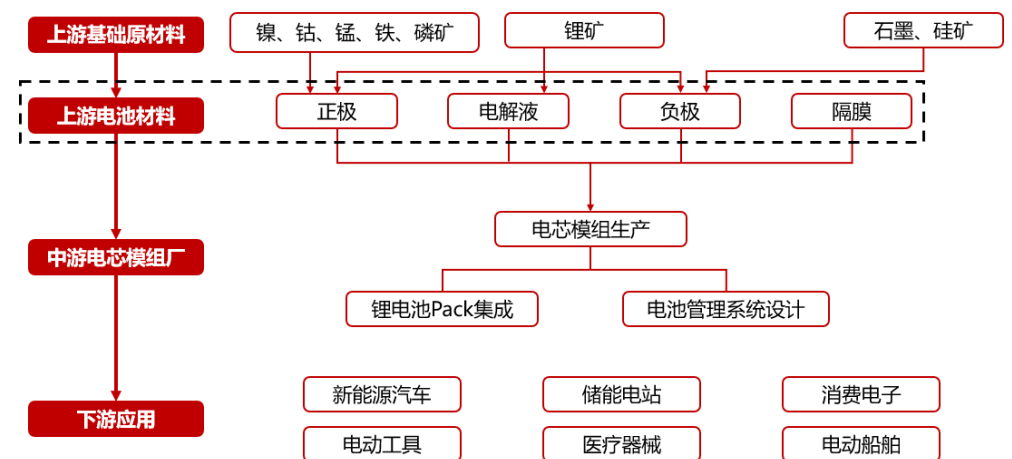 上游基础原材料
镍、钴、锰、铁、磷矿
锂矿
石墨、硅矿
上游电池材料
正极
电解液
负极
隔膜
电芯模组生产
中游电芯模组厂
锂电池Pack集成
电池管理系统设计
新能源汽车
储能电站
消费电子
下游应用
电动工具
医疗器械
电动船舶